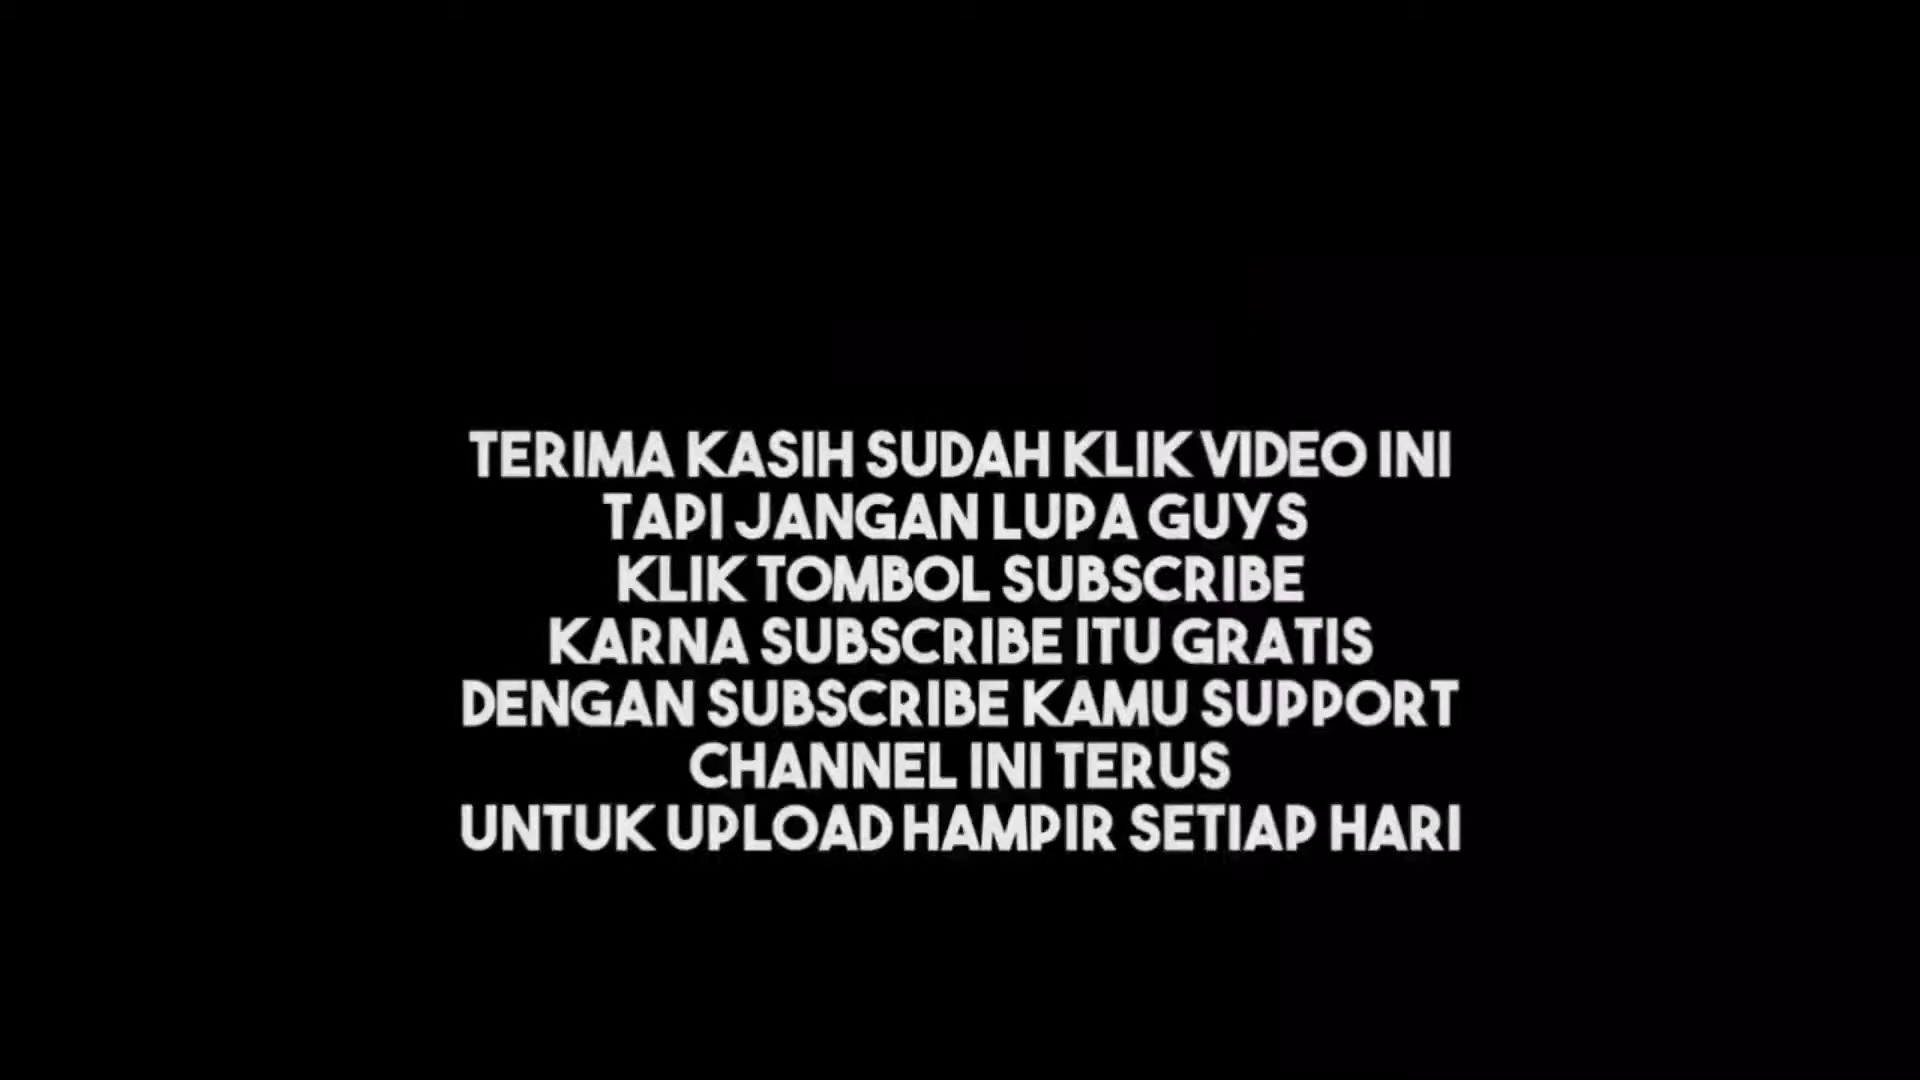 TERIMA KASIH SUDAH KLIK VIDEO INI
TAPI JANGAN LUPA GUYS
KLIK TOMBOL SUBSCRIBE
KARNA SUBSCRIBE ITU GRATIS
DENGAN SUBSCRIBE KAMU SUPPORT
CHANNEL INI TERUS
UNTUK UPLOAD HAMPIR SETIAP HARI